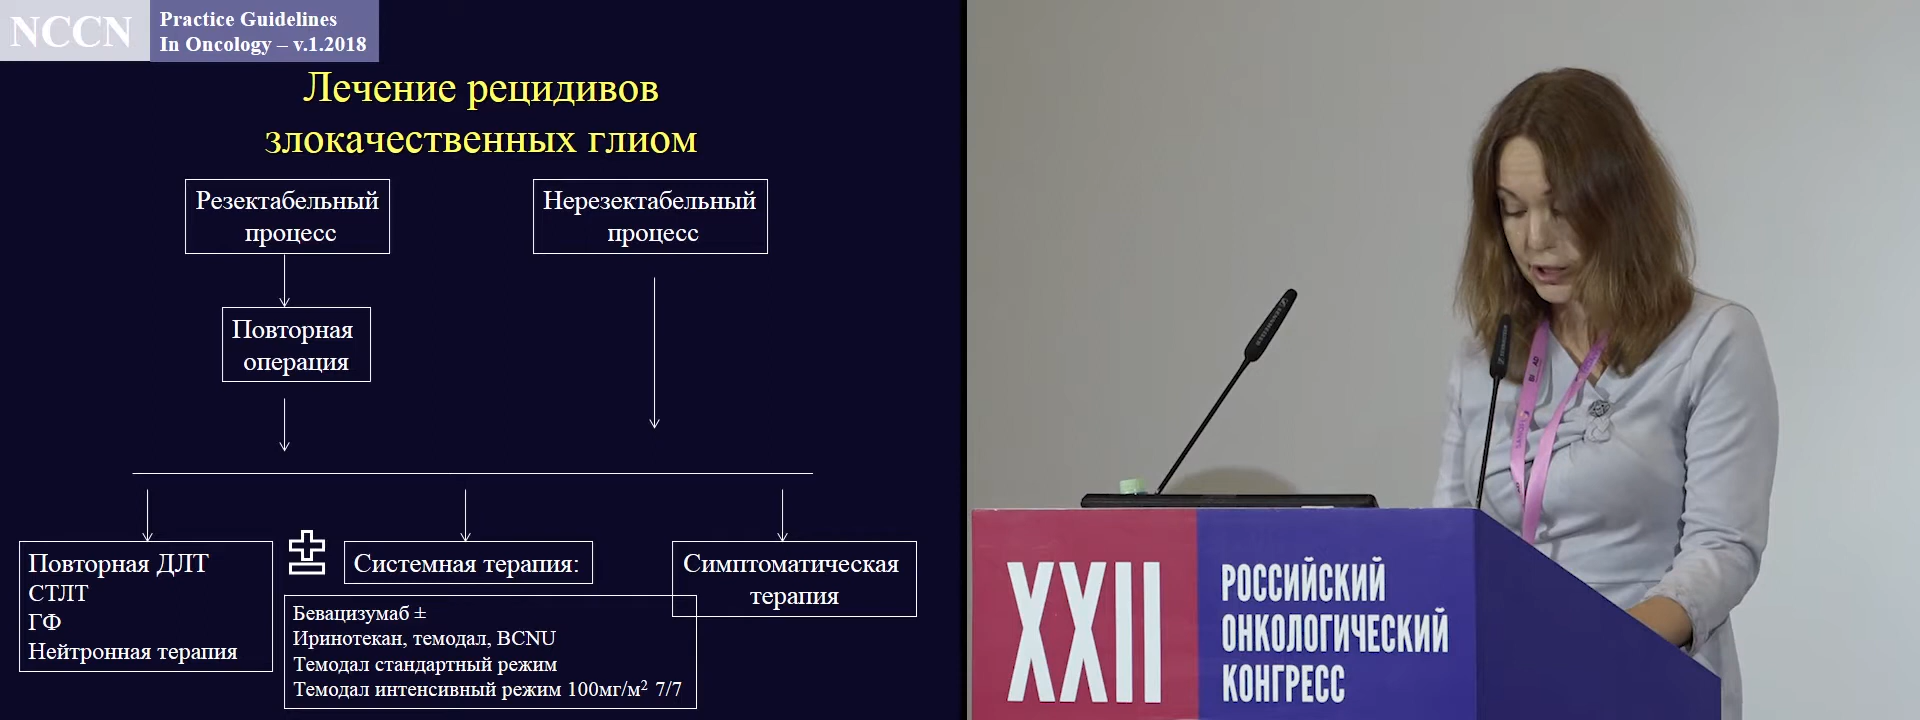 NCCN
Practice Guidelines
In Oncology – v.1.2018
Лечение рецидивов
злокачественных глиом
Резектабельный
процесс
Нерезектабельный
процесс
Повторная
операция
Повторная ДЛТ
СТЛТ
ГФ
Нейтронная терапия
±
Системная терапия:
Бевацизумаб ±
Иринотекан, темодал, BCNU
Темодал стандартный режим
Темодал интенсивный режим 100мг/м² 7/7
Симптоматическая
терапия
XXII
РОССИЙСКИЙ
ОНКОЛОГИЧЕСКИЙ
КОНГРЕСС